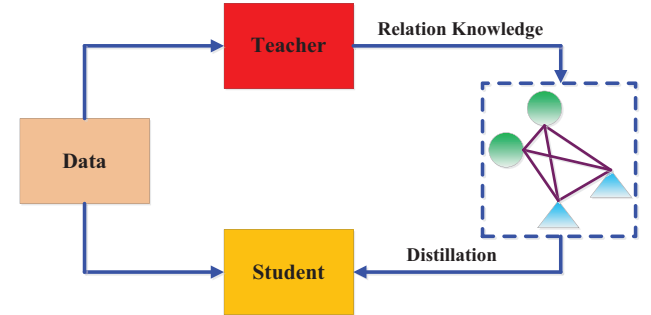 Teacher
Relation Knowledge
Data
Student
Distillation